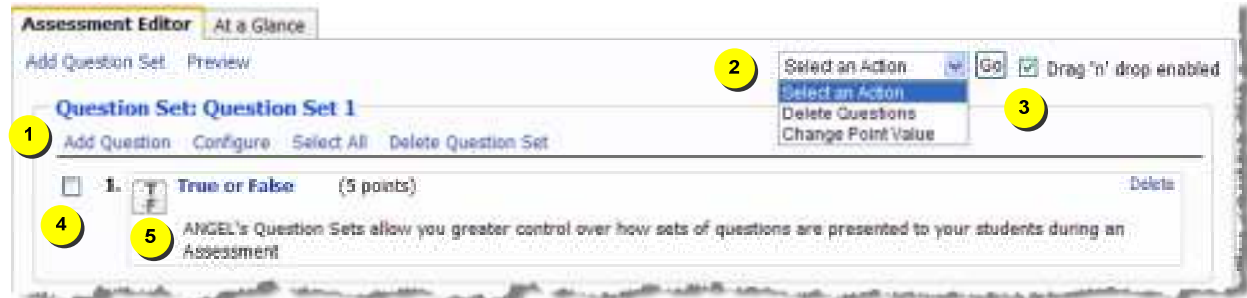 Assessment Editor At a Glance
Add Question Set Preview
2 Select an Action Go Drag 'n' drop enabled
Select an Action
Delete Questions
Change Point Value
3
Question Set: Question Set 1
1 Add Question Configure Select All Delete Question Set
1. T F True or False (5 points) Delete
4
5 ANGEL's Question Sets allow you greater control over how sets of questions are presented to your students during an
Assessment